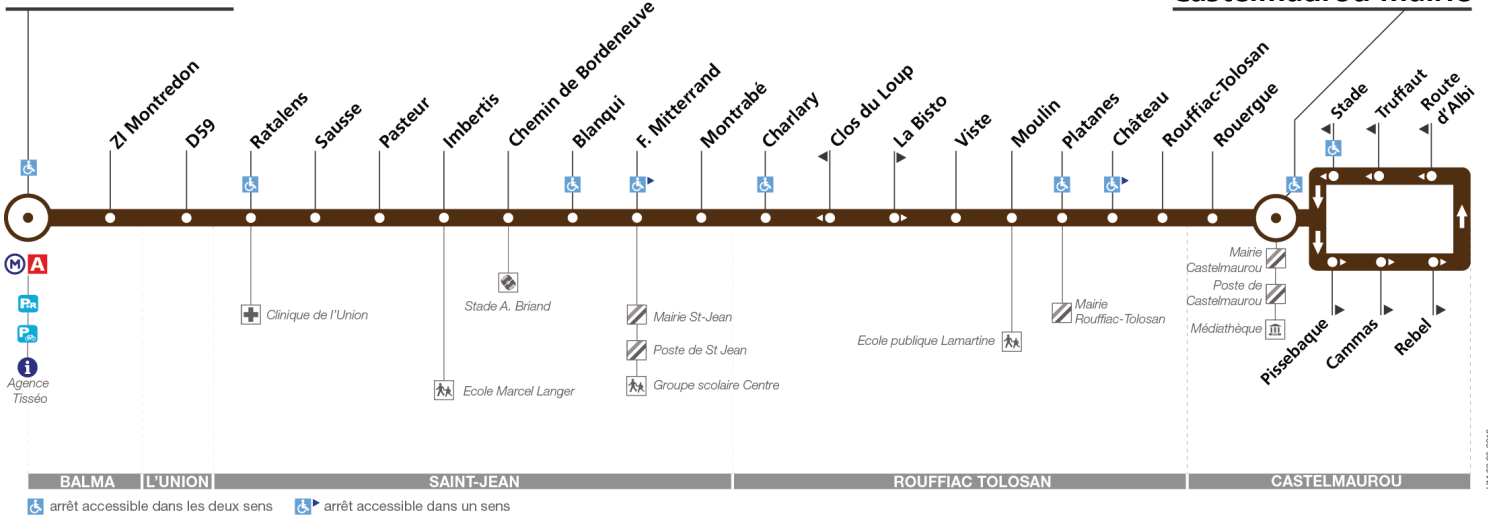 Castelmaurou Mairie
ZI Montredon
D59
Ratalens
Sausse
Pasteur
Imbertis
Chemin de Bordeneuve
Blanqui
F. Mitterrand
Montrabé
Charlary
Clos du Loup
La Bisto
Viste
Moulin
Platanes
Château
Rouffiac-Tolosan
Rouergue
Stade
Truffaut
Route
d'Albi
M A
P+R
P
i
Agence
Tisséo
Clinique de l'Union
Ecole Marcel Langer
Stade A. Briand
Mairie St-Jean
Poste de St Jean
Groupe scolaire Centre
Ecole publique Lamartine
Mairie
Rouffiac-Tolosan
Mairie
Castelmaurou
Poste de
Castelmaurou
Médiathèque
Pissebaque
Cammas
Rebel
BALMA
L'UNION
SAINT-JEAN
ROUFFIAC TOLOSAN
CASTELMAUROU
arrêt accessible dans les deux sens
arrêt accessible dans un sens